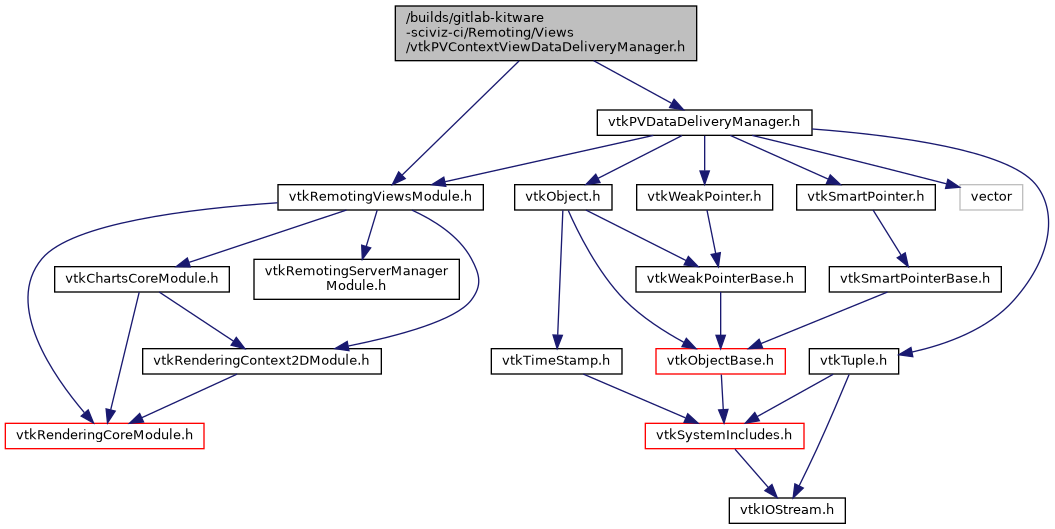 /builds/gitlab-kitware
-sciviz-ci/Remoting/Views
/vtkPVContextViewDataDeliveryManager.h
vtkPVDataDeliveryManager.h
vtkRemotingViewsModule.h
vtkObject.h
vtkWeakPointer.h
vtkSmartPointer.h
vector
vtkChartsCoreModule.h
vtkRemotingServerManager
Module.h
vtkWeakPointerBase.h
vtkSmartPointerBase.h
vtkRenderingContext2DModule.h
vtkTimeStamp.h
vtkObjectBase.h
vtkTuple.h
vtkRenderingCoreModule.h
vtkSystemIncludes.h
vtkIOStream.h